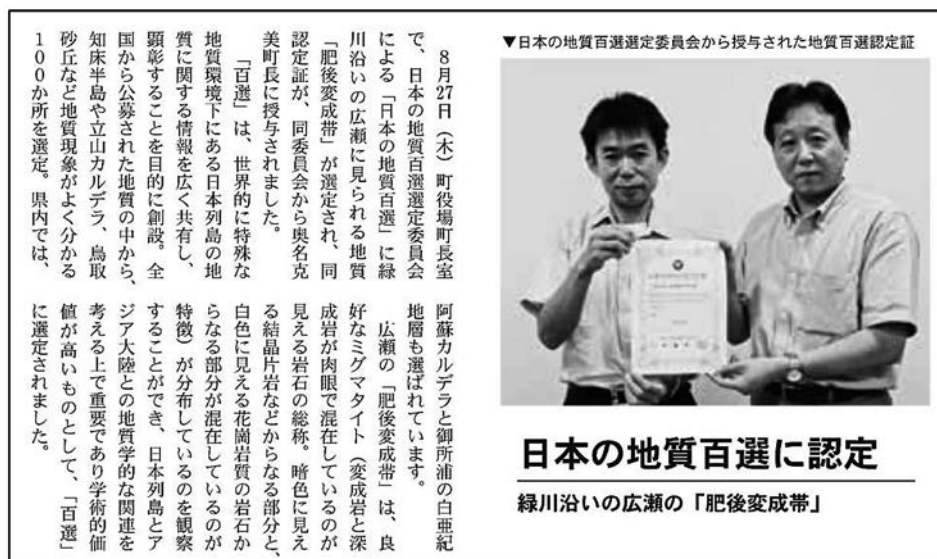 ▼日本の地質百選選定委員会から授与された地質百選認定証
日本の地質百選に認定
緑川沿いの広瀬の「肥後変成帯」
８月27日（木）町役場町長室
で、日本の地質百選選定委員会
による「日本の地質百選」に緑
川沿いの広瀬に見られる地質
「肥後変成帯」が選定され、同
認定証が、同委員会から奥名克
美町長に授与されました。
「百選」は、世界的に特殊な
地質環境下にある日本列島の地
質に関する情報を広く共有し、
顕彰することを目的に創設。全
国から公募された地質の中から、
知床半島や立山カルデラ、鳥取
砂丘など地質現象がよく分かる
１００か所を選定。県内では、
阿蘇カルデラと御所浦の白亜紀
地層も選ばれています。
広瀬の「肥後変成帯」は、良
好なミグマタイト（変成岩と深
成岩が肉眼で混在しているのが
見える岩石の総称。暗色に見え
る結晶片岩などからなる部分と、
白色に見える花崗岩質の岩石か
らなる部分が混在しているのが
特徴）が分布しているのを観察
することができ、日本列島とア
ジア大陸との地質学的な関連を
考える上で重要であり学術的価
値が高いものとして、「百選」
に選定されました。